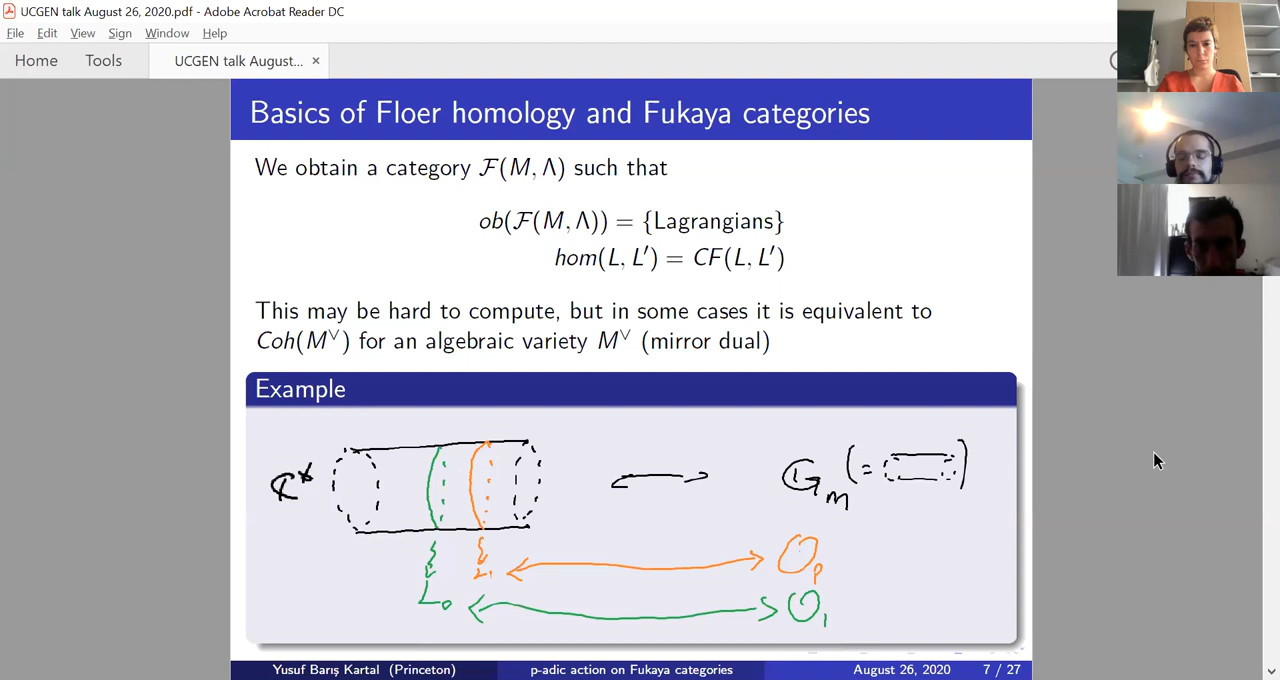 UCGEN talk August 26, 2020.pdf - Adobe Acrobat Reader DC
File Edit View Sign Window Help
Home Tools UCGEN talk August... ×
Basics of Floer homology and Fukaya categories
We obtain a category 𝓕(M, Λ) such that
ob(𝓕(M, Λ)) = {Lagrangians}
hom(L, L′) = CF(L, L′)
This may be hard to compute, but in some cases it is equivalent to
Coh(M^∨) for an algebraic variety M^∨ (mirror dual)
Example
ℂ* 𝔾_m (= )
L_1 O_p
L_0 O_1
Yusuf Barış Kartal (Princeton) p-adic action on Fukaya categories August 26, 2020 7 / 27